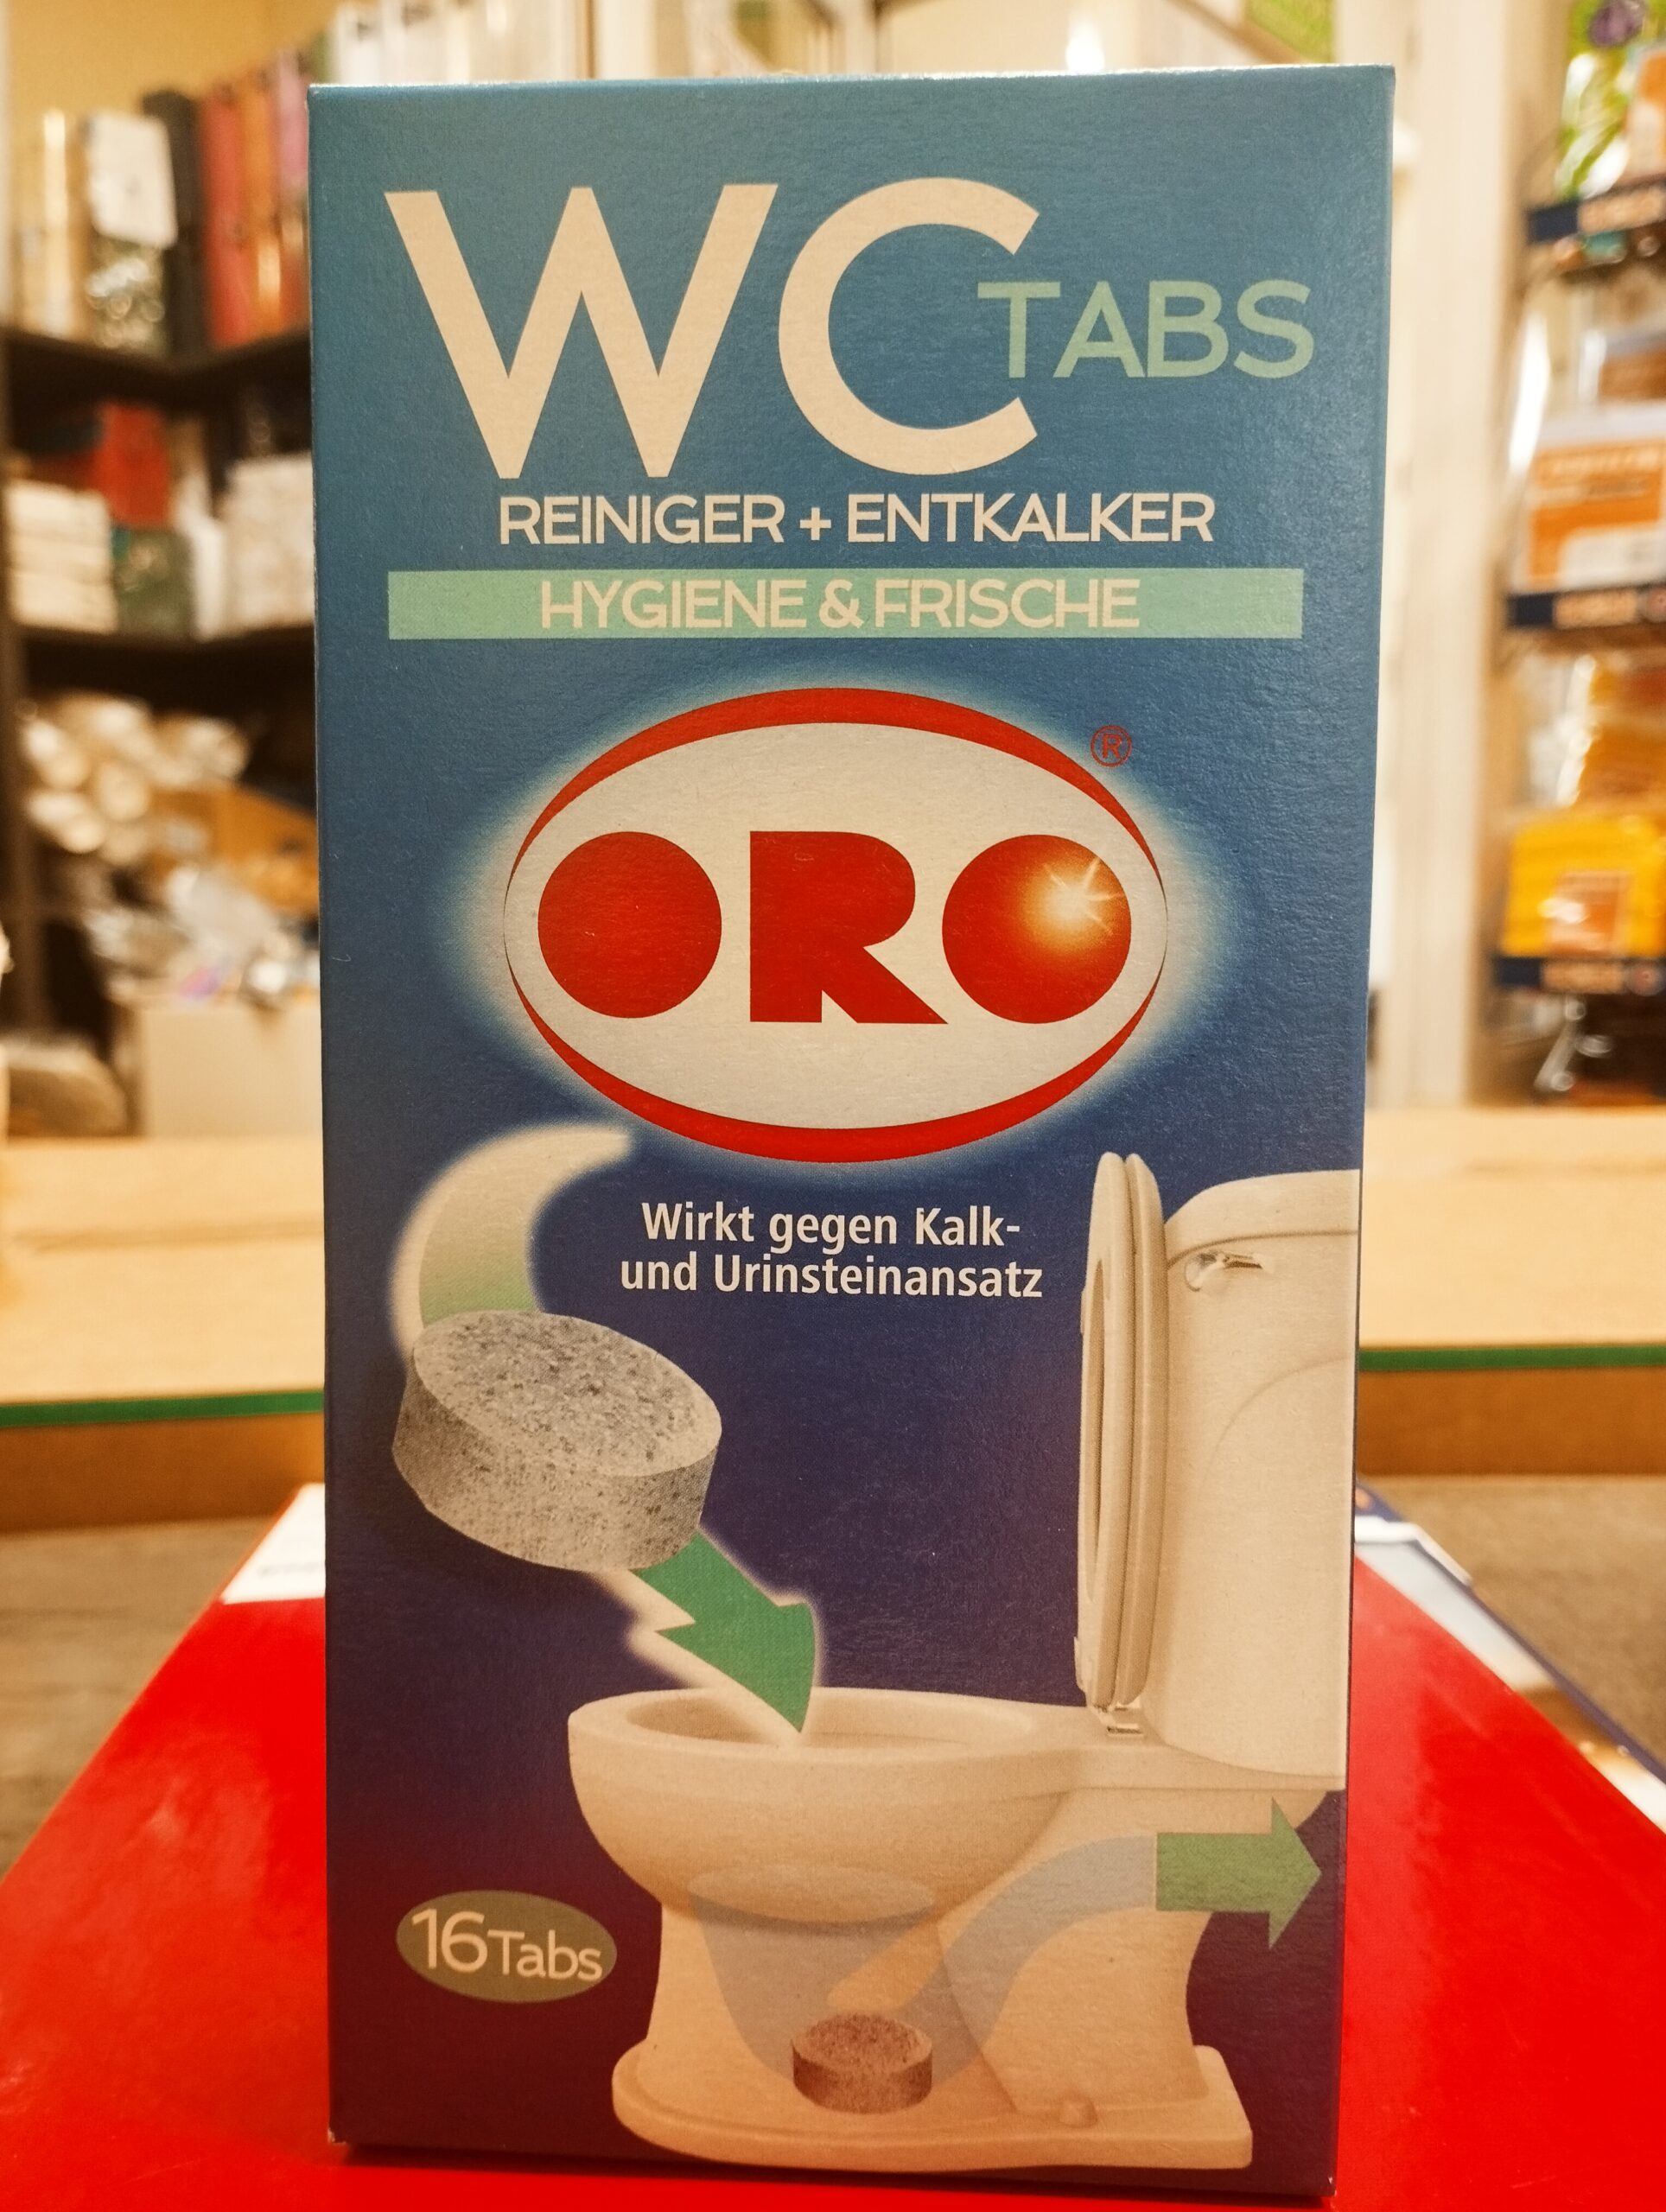 WC TABS
REINIGER + ENTKALKER
HYGIENE & FRISCHE
ORO®
Wirkt gegen Kalk-
und Urinsteinansatz
16 Tabs